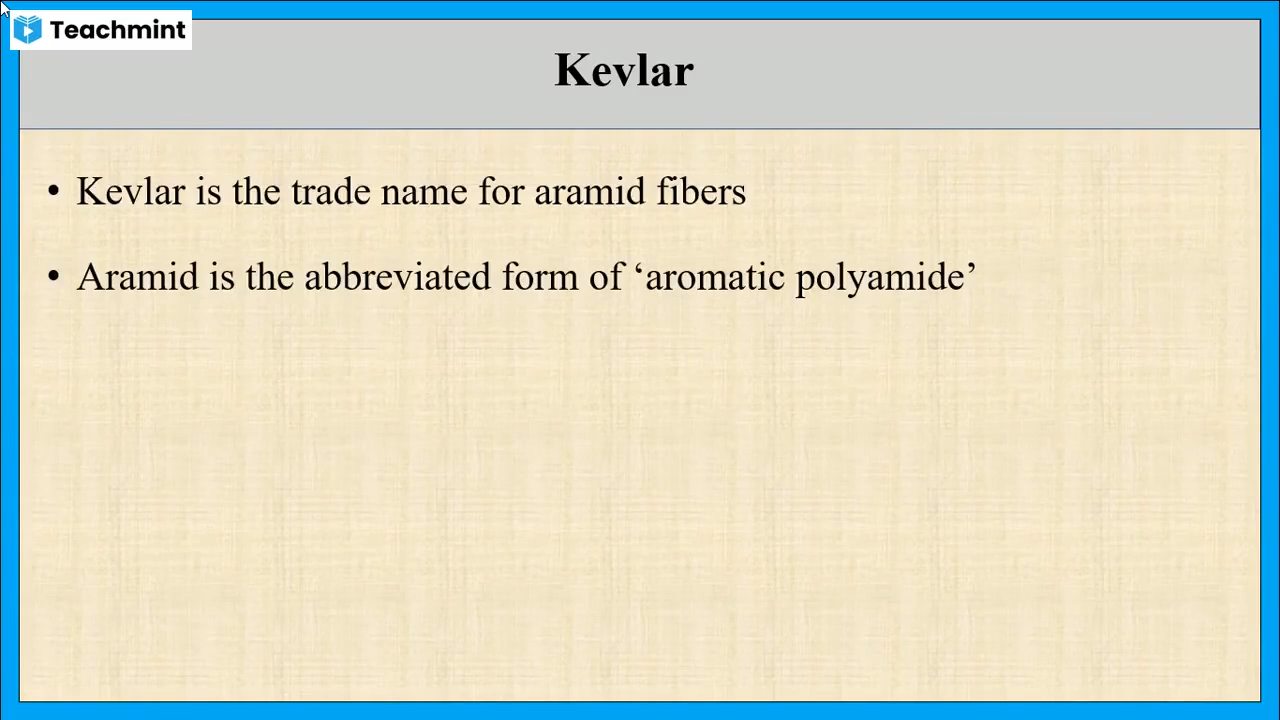 Teachmint
Kevlar
• Kevlar is the trade name for aramid fibers
• Aramid is the abbreviated form of ‘aromatic polyamide’